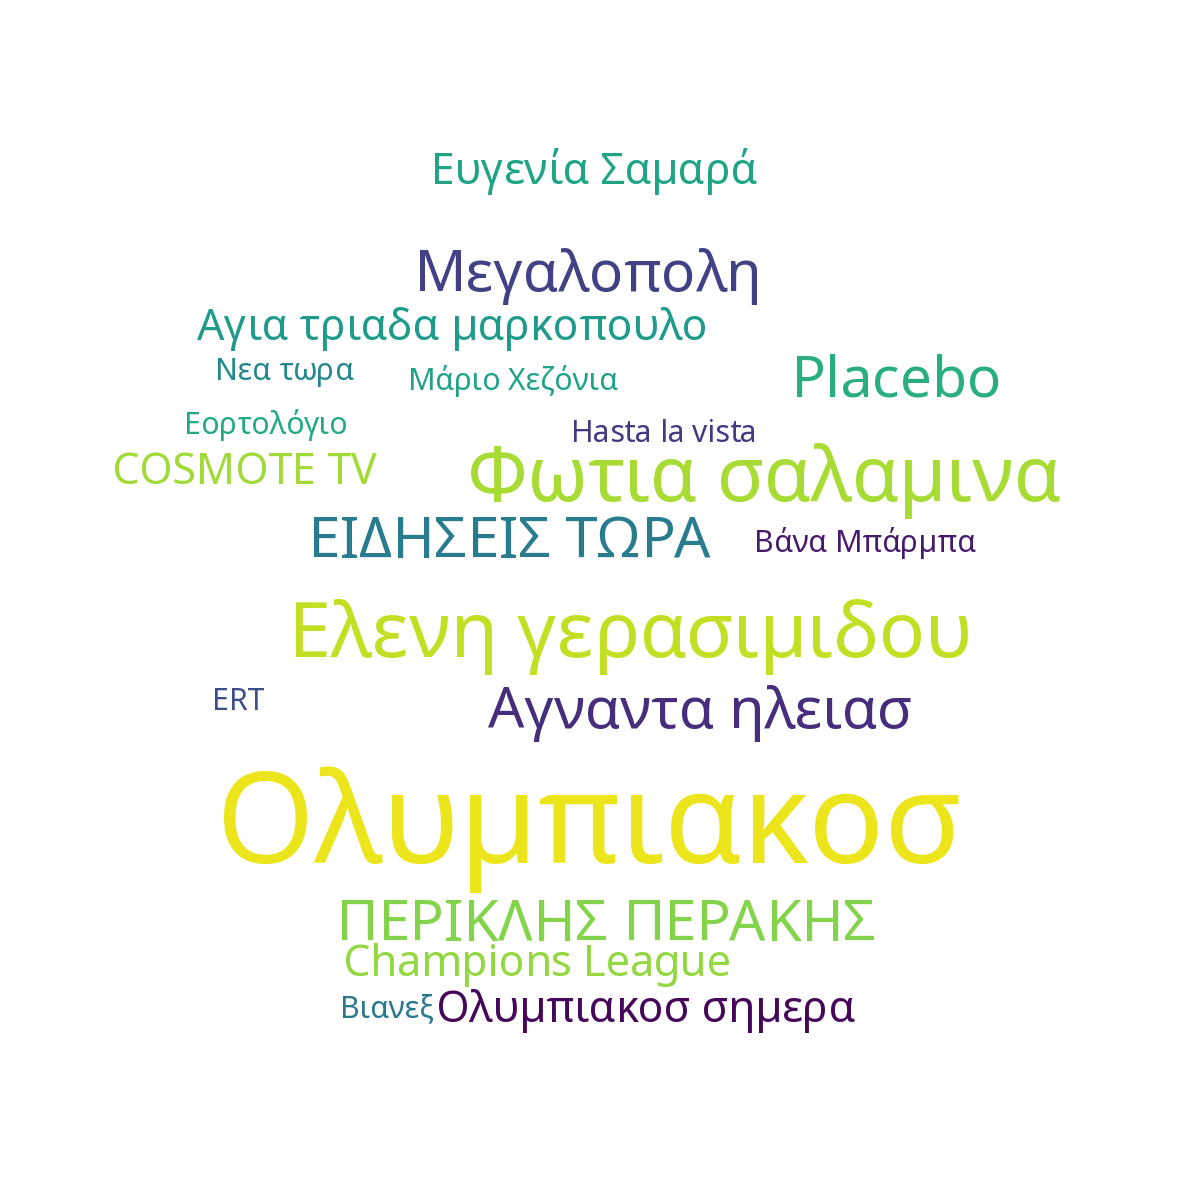 Ευγενία Σαμαρά
Μεγαλοπολη
Αγια τριαδα μαρκοπουλο
Νεα τωρα
Μάριο Χεζόνια
Placebo
Εορτολόγιο
Hasta la vista
COSMOTE TV
Φωτια σαλαμινα
ΕΙΔΗΣΕΙΣ ΤΩΡΑ
Βάνα Μπάρμπα
Ελενη γερασιμιδου
ERT
Αγναντα ηλειασ
Ολυμπιακοσ
ΠΕΡΙΚΛΗΣ ΠΕΡΑΚΗΣ
Champions League
Βιανεξ
Ολυμπιακοσ σημερα